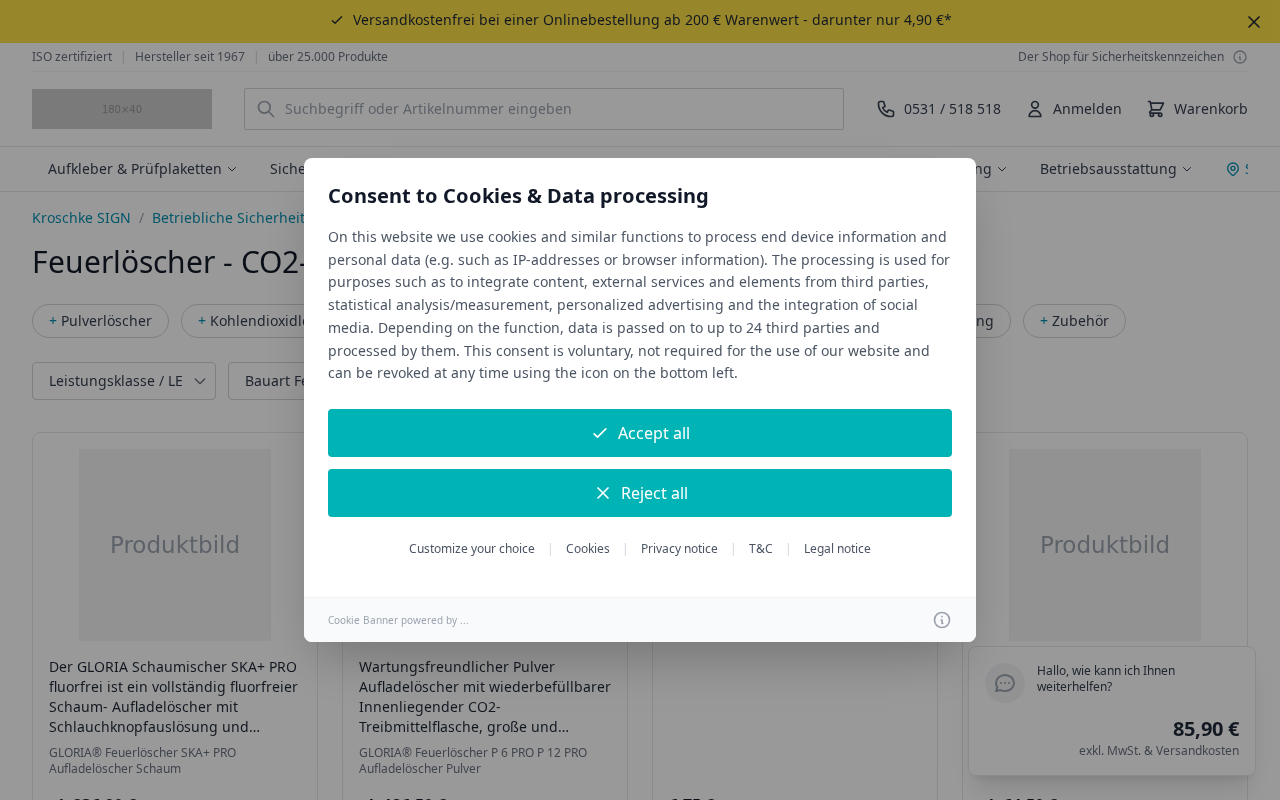 Versandkostenfrei bei einer Onlinebestellung ab 200 € Warenwert - darunter nur 4,90 €*
ISO zertifiziert | Hersteller seit 1967 | über 25.000 Produkte
Der Shop für Sicherheitskennzeichen
180×40
Suchbegriff oder Artikelnummer eingeben
0531 / 518 518
Anmelden
Warenkorb
Aufkleber & Prüfplaketten
Betriebsausstattung
Kroschke SIGN /
Feuerlöscher - CO2-
+ Pulverlöscher
+ Zubehör
Leistungsklasse / LE
Bauart
Consent to Cookies & Data processing
On this website we use cookies and similar functions to process end device information and
personal data (e.g. such as IP-addresses or browser information). The processing is used for
purposes such as to integrate content, external services and elements from third parties,
statistical analysis/measurement, personalized advertising and the integration of social
media. Depending on the function, data is passed on to up to 24 third parties and
processed by them. This consent is voluntary, not required for the use of our website and
can be revoked at any time using the icon on the bottom left.
Accept all
Reject all
Customize your choice | Cookies | Privacy notice | T&C | Legal notice
Cookie Banner powered by ...
Produktbild
Der GLORIA Schaumischer SKA+ PRO
fluorfrei ist ein vollständig fluorfreier
Schaum- Aufladelöscher mit
Schlauchknopfauslösung und...
GLORIA® Feuerlöscher SKA+ PRO
Aufladelöscher Schaum
Wartungsfreundlicher Pulver
Aufladelöscher mit wiederbefüllbarer
Innenliegender CO2-
Treibmittelflasche, große und...
GLORIA® Feuerlöscher P 6 PRO P 12 PRO
Aufladelöscher Pulver
Produktbild
Hallo, wie kann ich Ihnen
weiterhelfen?
85,90 €
exkl. MwSt. & Versandkosten